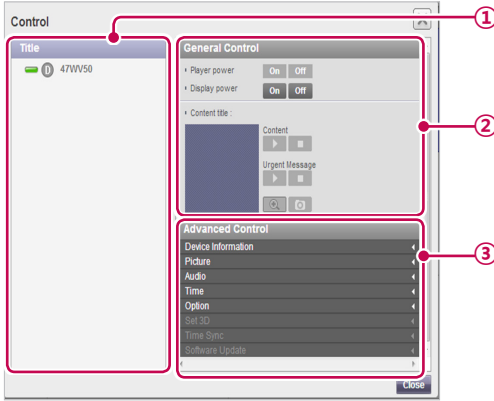 Control
1
Title
D 47WV50
General Control
Player power On Off
Display power On Off
Content title :
Content
Urgent Message
2
Advanced Control
Device Information
Picture
Audio
Time
Option
Set 3D
Time Sync
Software Update
3
Close